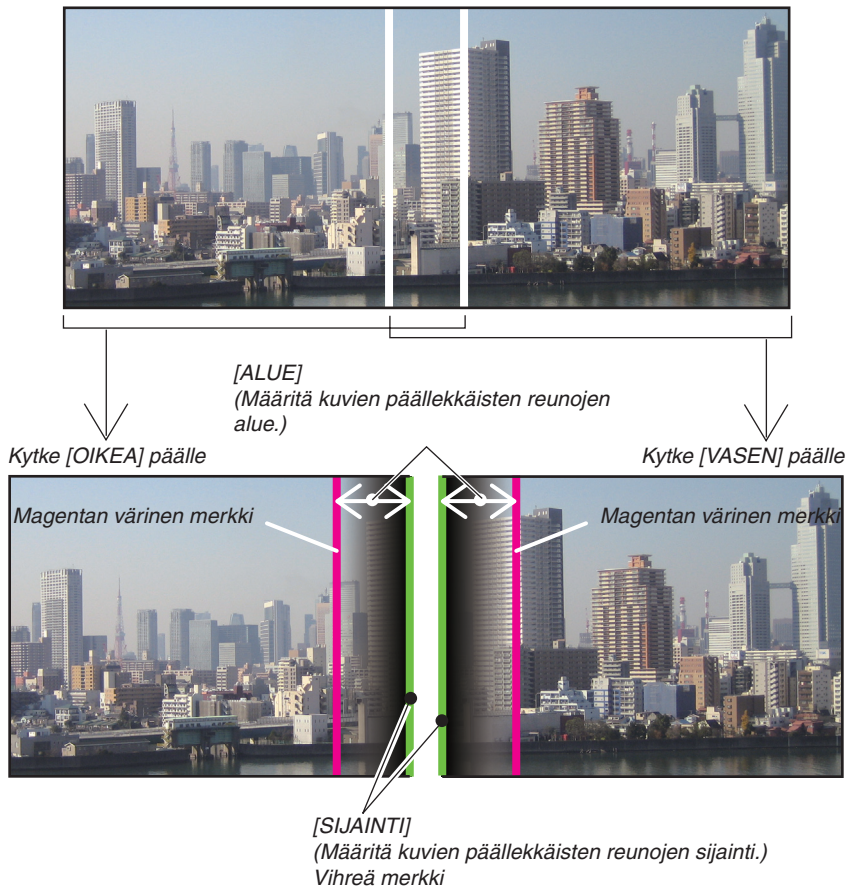 [ALUE]
(Määritä kuvien päällekkäisten reunojen
alue.)
Kytke [OIKEA] päälle
Kytke [VASEN] päälle
Magentan värinen merkki
Magentan värinen merkki
[SIJAINTI]
(Määritä kuvien päällekkäisten reunojen sijainti.)
Vihreä merkki